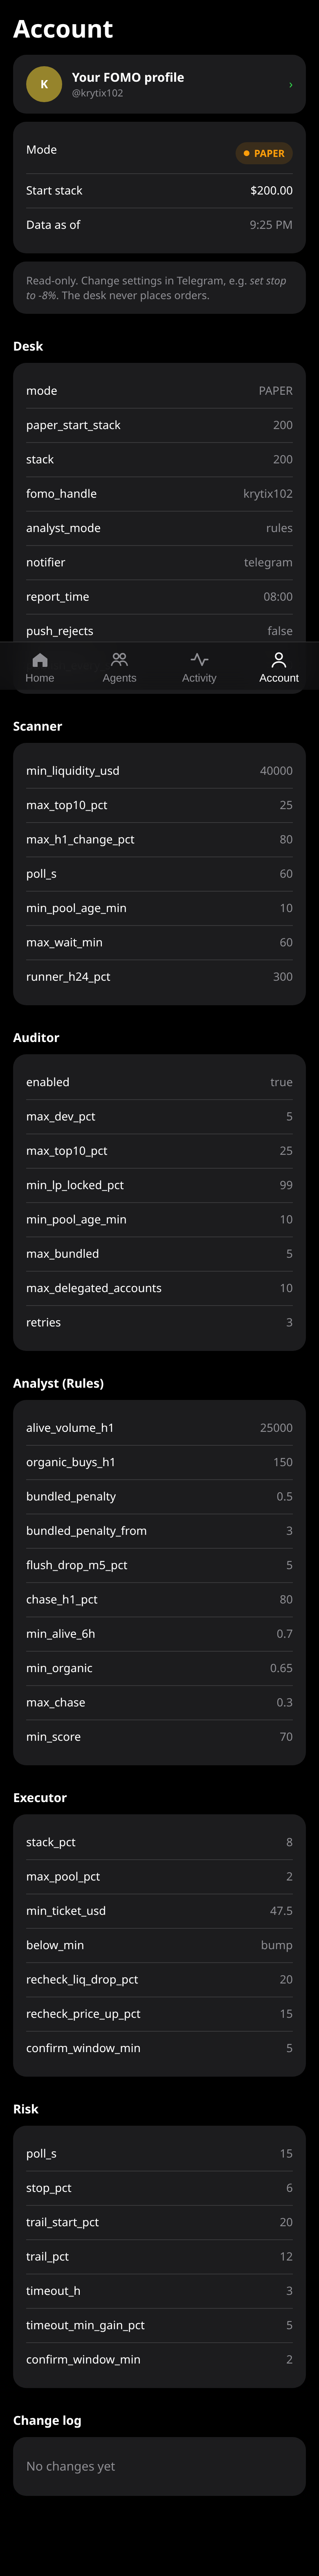 Account
K
Your FOMO profile
@krytix102
›
Mode
PAPER
Start stack
$200.00
Data as of
9:25 PM
Read-only. Change settings in Telegram, e.g. set stop
to -8%. The desk never places orders.
Desk
mode
PAPER
paper_start_stack
200
stack
200
fomo_handle
krytix102
analyst_mode
rules
notifier
telegram
report_time
08:00
push_rejects
false
Home
Agents
Activity
Account
Scanner
min_liquidity_usd
40000
max_top10_pct
25
max_h1_change_pct
80
poll_s
60
min_pool_age_min
10
max_wait_min
60
runner_h24_pct
300
Auditor
enabled
true
max_dev_pct
5
max_top10_pct
25
min_lp_locked_pct
99
min_pool_age_min
10
max_bundled
5
max_delegated_accounts
10
retries
3
Analyst (Rules)
alive_volume_h1
25000
organic_buys_h1
150
bundled_penalty
0.5
bundled_penalty_from
3
flush_drop_m5_pct
5
chase_h1_pct
80
min_alive_6h
0.7
min_organic
0.65
max_chase
0.3
min_score
70
Executor
stack_pct
8
max_pool_pct
2
min_ticket_usd
47.5
below_min
bump
recheck_liq_drop_pct
20
recheck_price_up_pct
15
confirm_window_min
5
Risk
poll_s
15
stop_pct
6
trail_start_pct
20
trail_pct
12
timeout_h
3
timeout_min_gain_pct
5
confirm_window_min
2
Change log
No changes yet